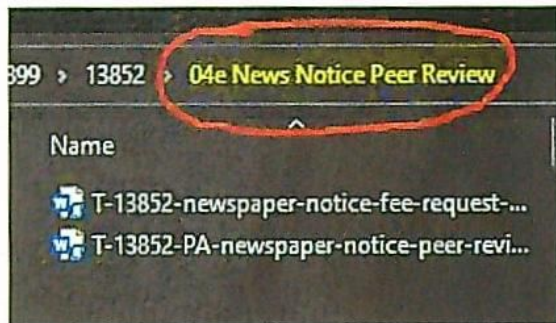 399 > 13852 > 04e News Notice Peer Review
Name
T-13852-newspaper-notice-fee-request-...
T-13852-PA-newspaper-notice-peer-revi...